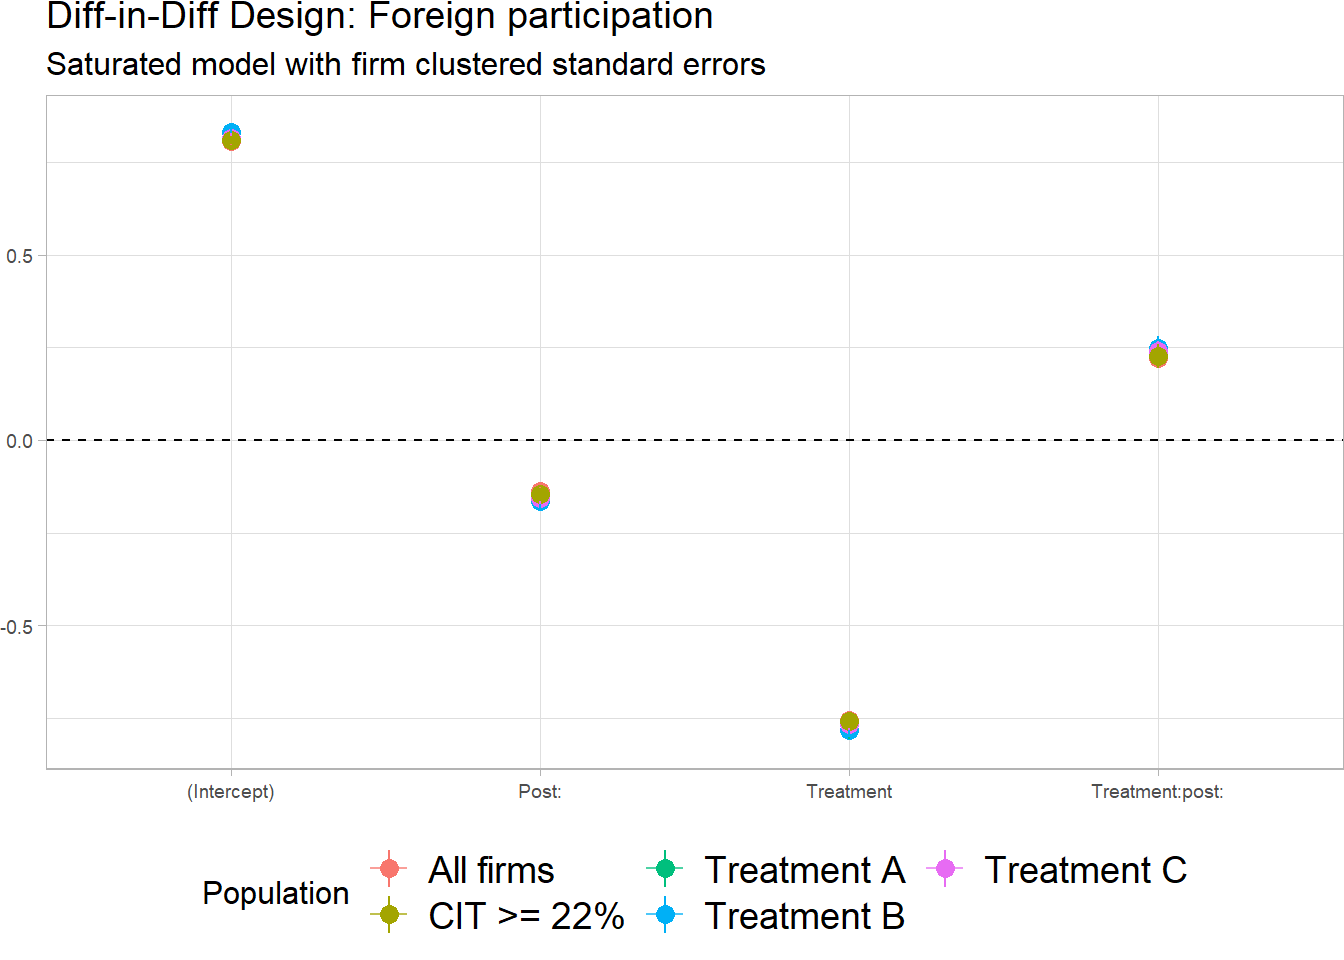 Diff-in-Diff Design: Foreign participation
Saturated model with firm clustered standard errors
0.5
0.0
-0.5
(Intercept) Post: Treatment Treatment:post:
Population
All firms Treatment A Treatment C
CIT >= 22% Treatment B